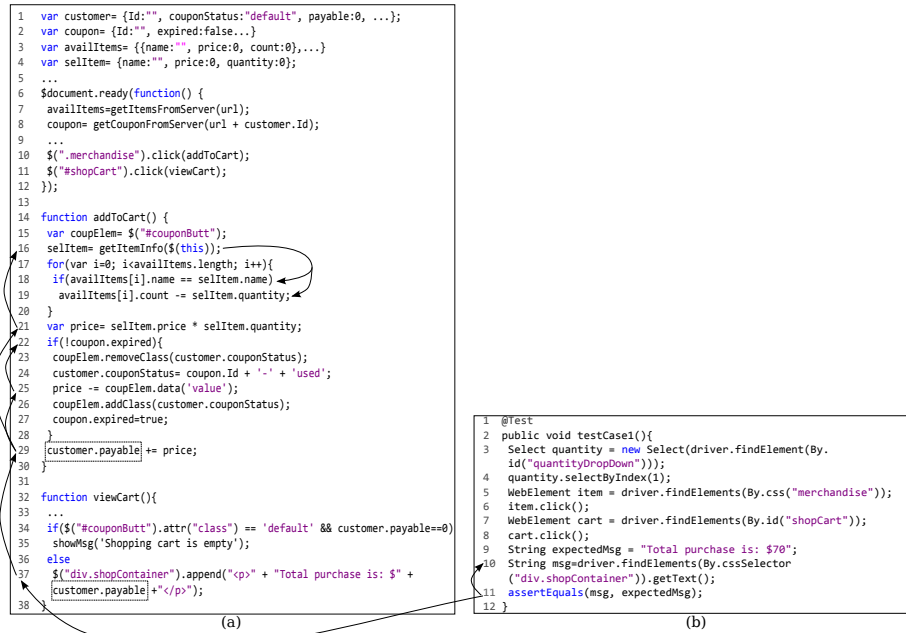 1 var customer= {Id:"", couponStatus:"default", payable:0, ...};
2 var coupon= {Id:"", expired:false...}
3 var availItems= {{name:"", price:0, count:0},...}
4 var selItem= {name:"", price:0, quantity:0};
5 ...
6 $document.ready(function() {
7 availItems=getItemsFromServer(url);
8 coupon= getCouponFromServer(url + customer.Id);
9 ...
10 $(".merchandise").click(addToCart);
11 $("#shopCart").click(viewCart);
12 });
13
14 function addToCart() {
15 var coupElem= $("#couponButt");
16 selItem= getItemInfo($(this));
17 for(var i=0; i<availItems.length; i++){
18 if(availItems[i].name == selItem.name)
19 availItems[i].count -= selItem.quantity;
20 }
21 var price= selItem.price * selItem.quantity;
22 if(!coupon.expired){
23 coupElem.removeClass(customer.couponStatus);
24 customer.couponStatus= coupon.Id + '-' + 'used';
25 price -= coupElem.data('value');
26 coupElem.addClass(customer.couponStatus);
27 coupon.expired=true;
28 }
29 customer.payable += price;
30 }
31
32 function viewCart(){
33 ...
34 if($("#couponButt").attr("class") == 'default' && customer.payable==0)
35 showMsg('Shopping cart is empty');
36 else
37 $("div.shopContainer").append("<p>" + "Total purchase is: $" +
customer.payable +"</p>");
38 }
(a)
1 @Test
2 public void testCase1(){
3 Select quantity = new Select(driver.findElement(By.
id("quantityDropDown")));
4 quantity.selectByIndex(1);
5 WebElement item = driver.findElements(By.css("merchandise"));
6 item.click();
7 WebElement cart = driver.findElements(By.id("shopCart"));
8 cart.click();
9 String expectedMsg = "Total purchase is: $70";
10 String msg=driver.findElements(By.cssSelector
("div.shopContainer")).getText();
11 assertEquals(msg, expectedMsg);
12 }
(b)